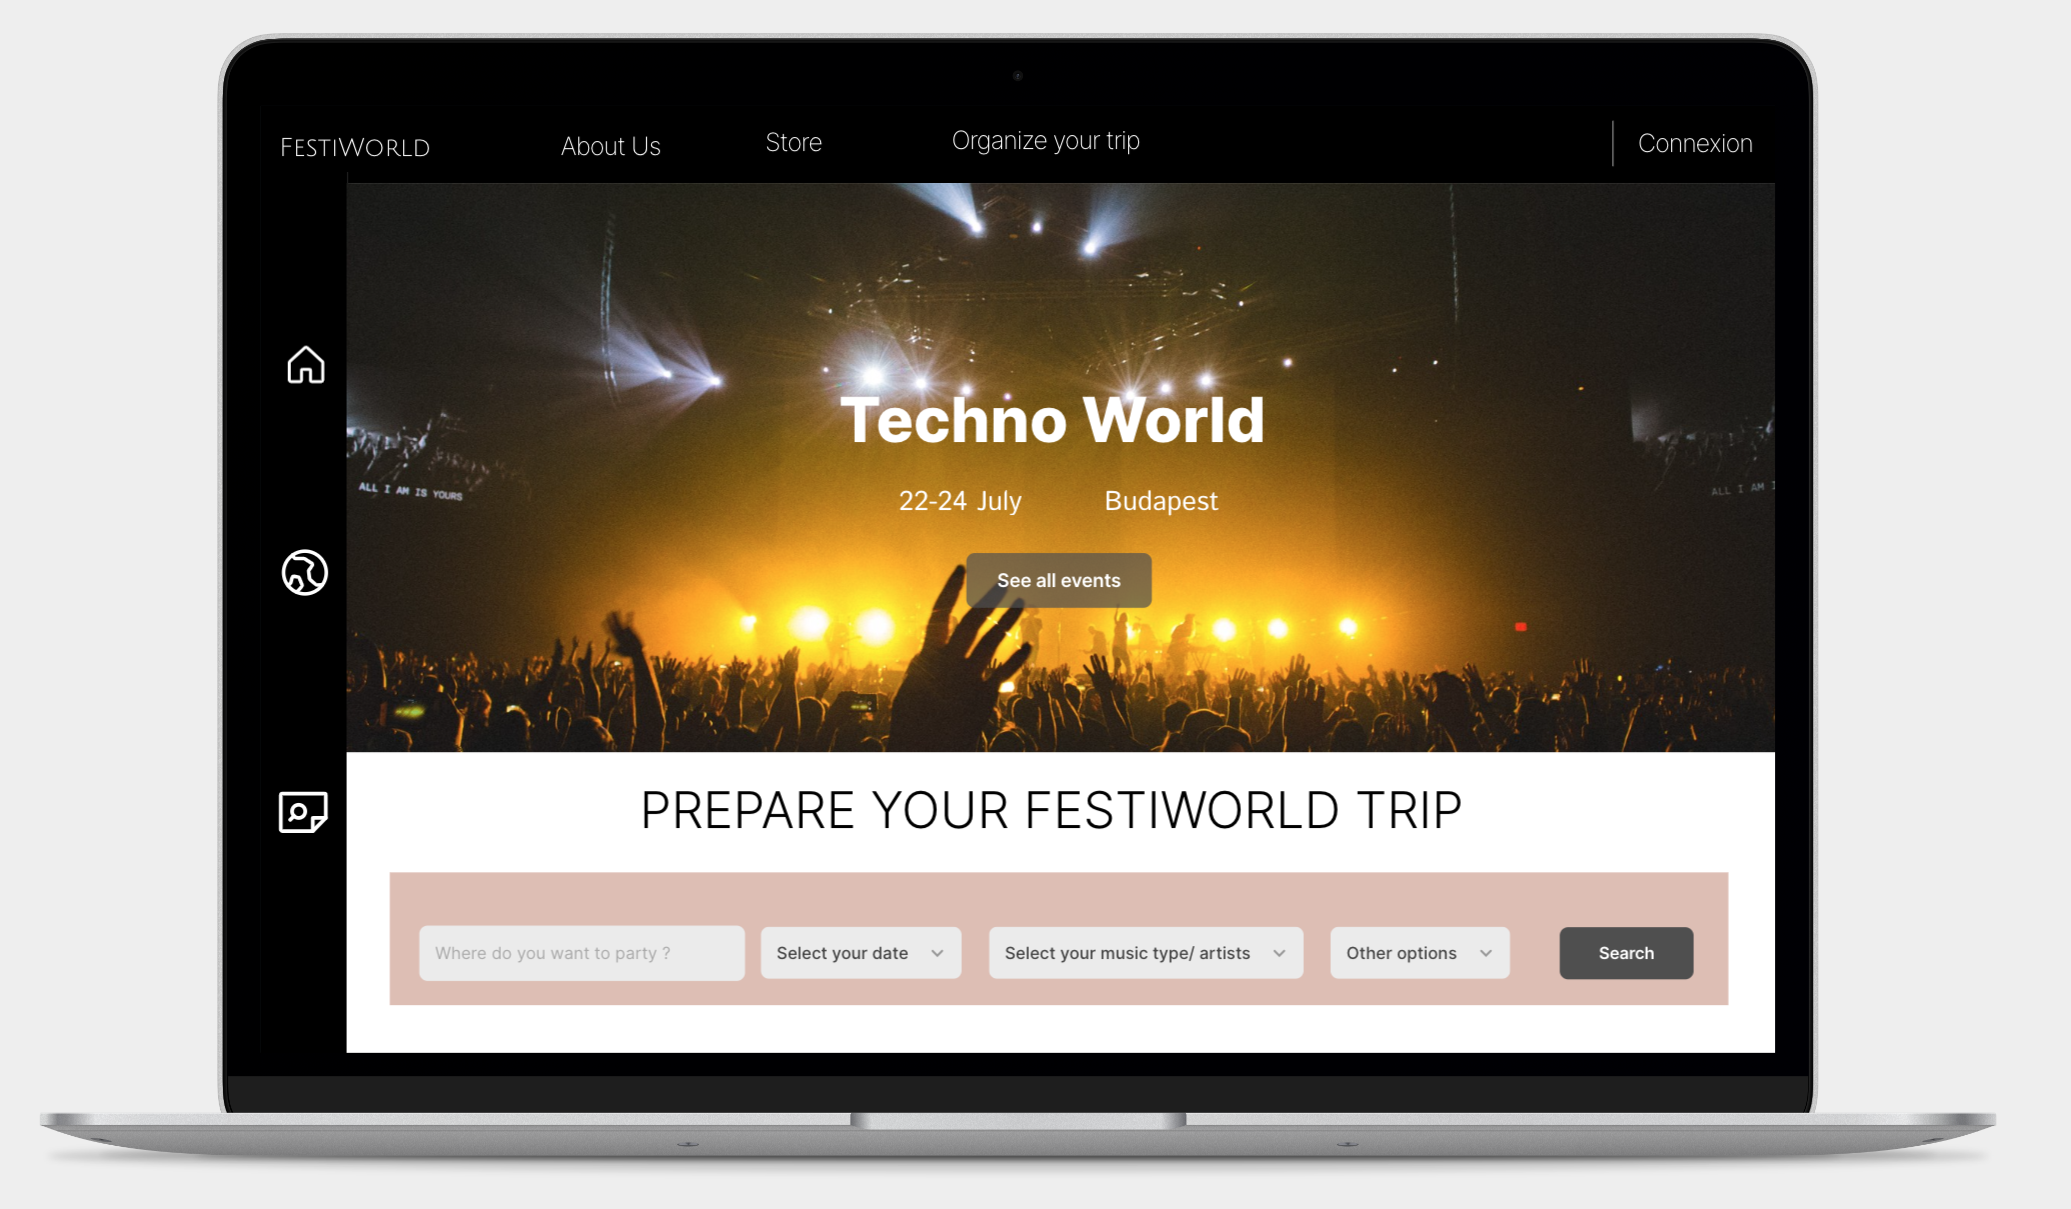 FESTIWORLD
About Us
Store
Organize your trip
Connexion
Techno World
ALL I AM IS YOURS
ALL I AM I
22-24 July
Budapest
See all events
PREPARE YOUR FESTIWORLD TRIP
Where do you want to party ?
Select your date
Select your music type/ artists
Other options
Search